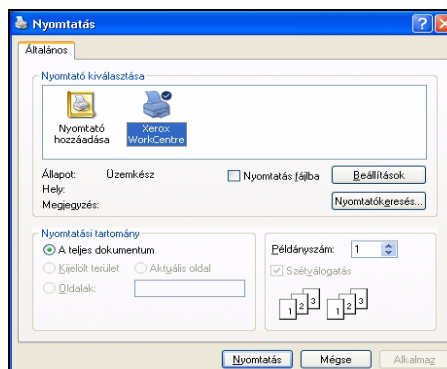 Nyomtatás
Általános
Nyomtató kiválasztása
Nyomtató hozzáadása
Xerox WorkCentre
Állapot: Üzemkész
Hely:
Megjegyzés:
Nyomtatás fájlba
Beállítások
Nyomtatókeresés...
Nyomtatási tartomány
A teljes dokumentum
Kijelölt terület Aktuális oldal
Oldalak:
Példányszám: 1
Szétválogatás
1 2 3 1 2 3
Nyomtatás Mégse Alkalmaz